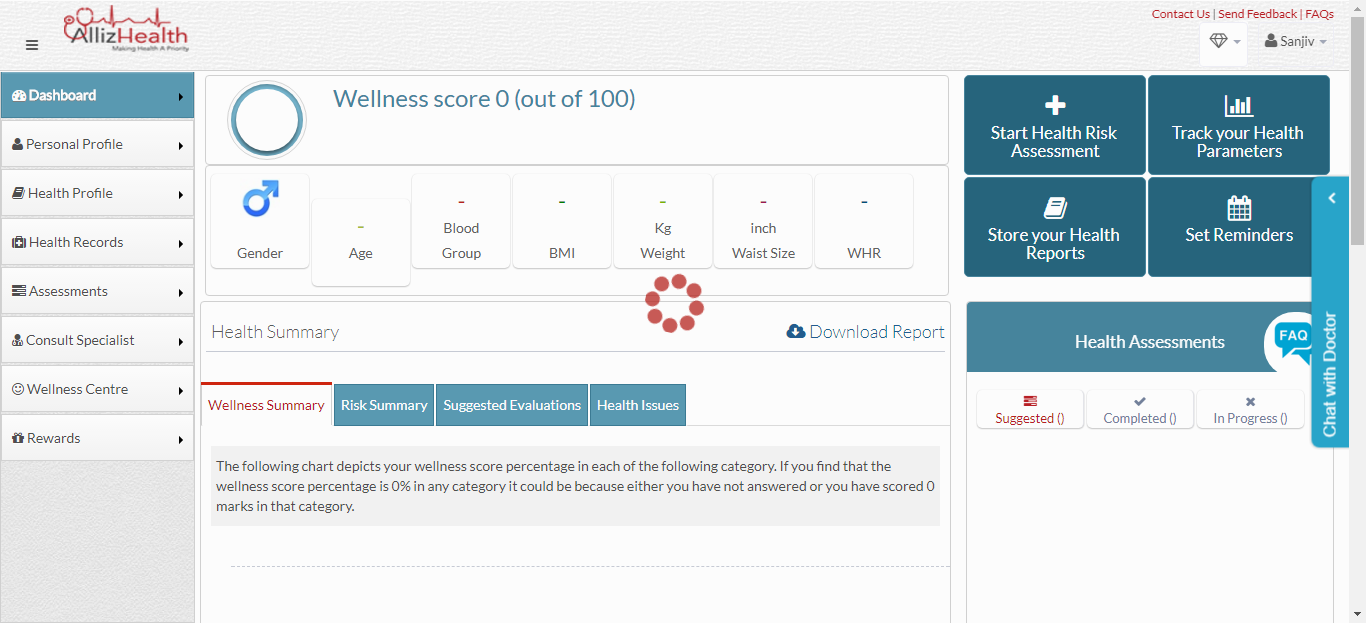 Contact Us | Send Feedback | FAQs
AllizHealth
Making Health A Priority
Sanjiv
Dashboard
Personal Profile
Health Profile
Health Records
Assessments
Consult Specialist
Wellness Centre
Rewards
Wellness score 0 (out of 100)
Gender
-
Age
-
Blood
Group
-
BMI
-
Kg
Weight
-
inch
Waist Size
-
WHR
Start Health Risk
Assessment
Track your Health
Parameters
Store your Health
Reports
Set Reminders
Health Summary
Download Report
Wellness Summary
Risk Summary
Suggested Evaluations
Health Issues
The following chart depicts your wellness score percentage in each of the following category. If you find that the
wellness score percentage is 0% in any category it could be because either you have not answered or you have scored 0
marks in that category.
Health Assessments
FAQ
Suggested ()
Completed ()
In Progress ()
Chat with Doctor